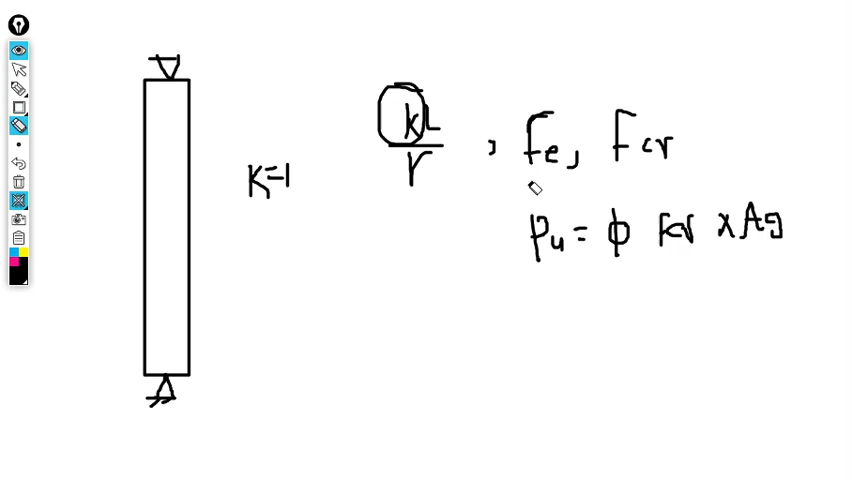 K=1
kL
r
, Fe, Fcr
Pu = ϕ Fcr x Ag